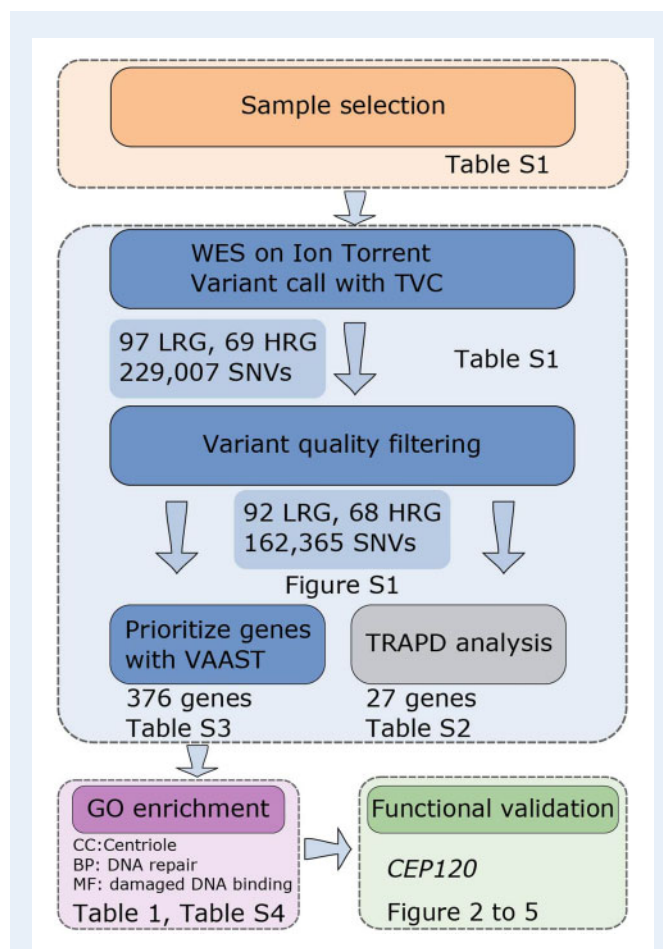 Sample selection
Table S1
WES on Ion Torrent
Variant call with TVC
97 LRG, 69 HRG
229,007 SNVs
Table S1
Variant quality filtering
92 LRG, 68 HRG
162,365 SNVs
Figure S1
Prioritize genes
with VAAST
376 genes
Table S3
TRAPD analysis
27 genes
Table S2
GO enrichment
CC:Centriole
BP: DNA repair
MF: damaged DNA binding
Table 1, Table S4
Functional validation
CEP120
Figure 2 to 5